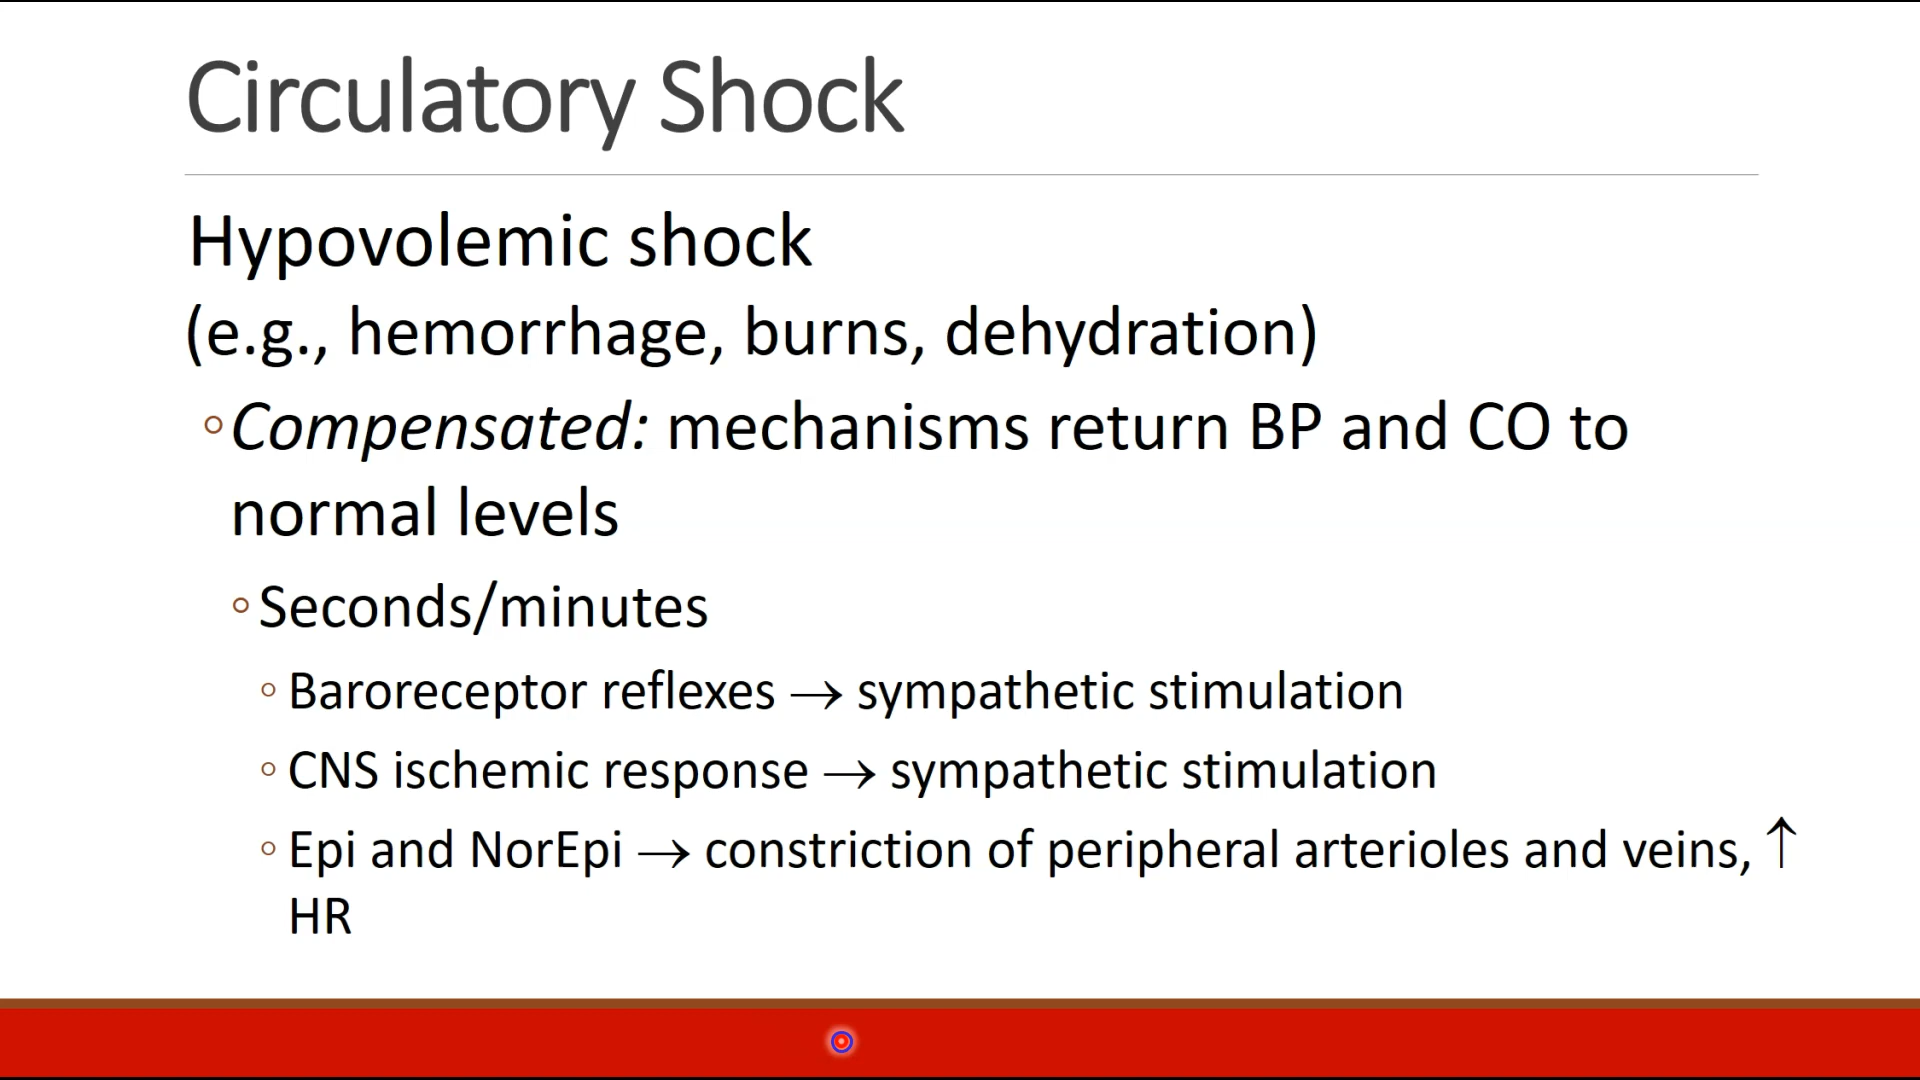 Circulatory Shock
Hypovolemic shock
(e.g., hemorrhage, burns, dehydration)
◦Compensated: mechanisms return BP and CO to
normal levels
◦Seconds/minutes
◦Baroreceptor reflexes → sympathetic stimulation
◦CNS ischemic response → sympathetic stimulation
◦Epi and NorEpi → constriction of peripheral arterioles and veins, ↑
HR